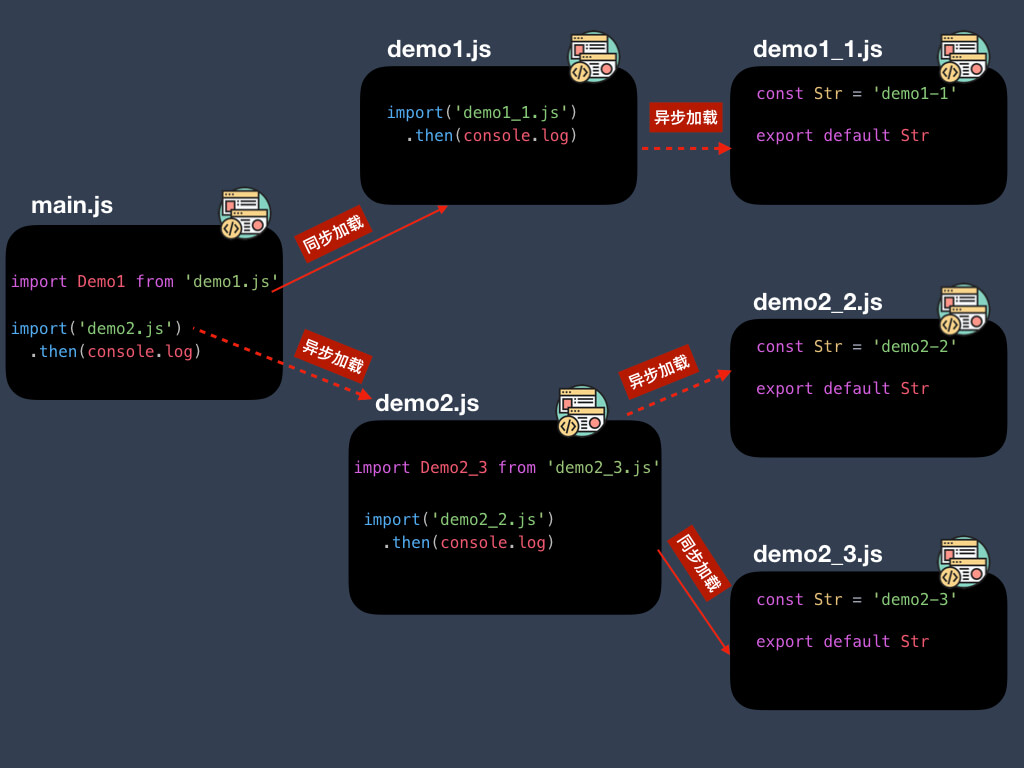 main.js
import Demo1 from 'demo1.js'
import('demo2.js')
.then(console.log)
同步加载
异步加载
demo1.js
import('demo1_1.js')
.then(console.log)
异步加载
demo1_1.js
const Str = 'demo1-1'
export default Str
demo2.js
import Demo2_3 from 'demo2_3.js'
import('demo2_2.js')
.then(console.log)
异步加载
同步加载
demo2_2.js
const Str = 'demo2-2'
export default Str
demo2_3.js
const Str = 'demo2-3'
export default Str